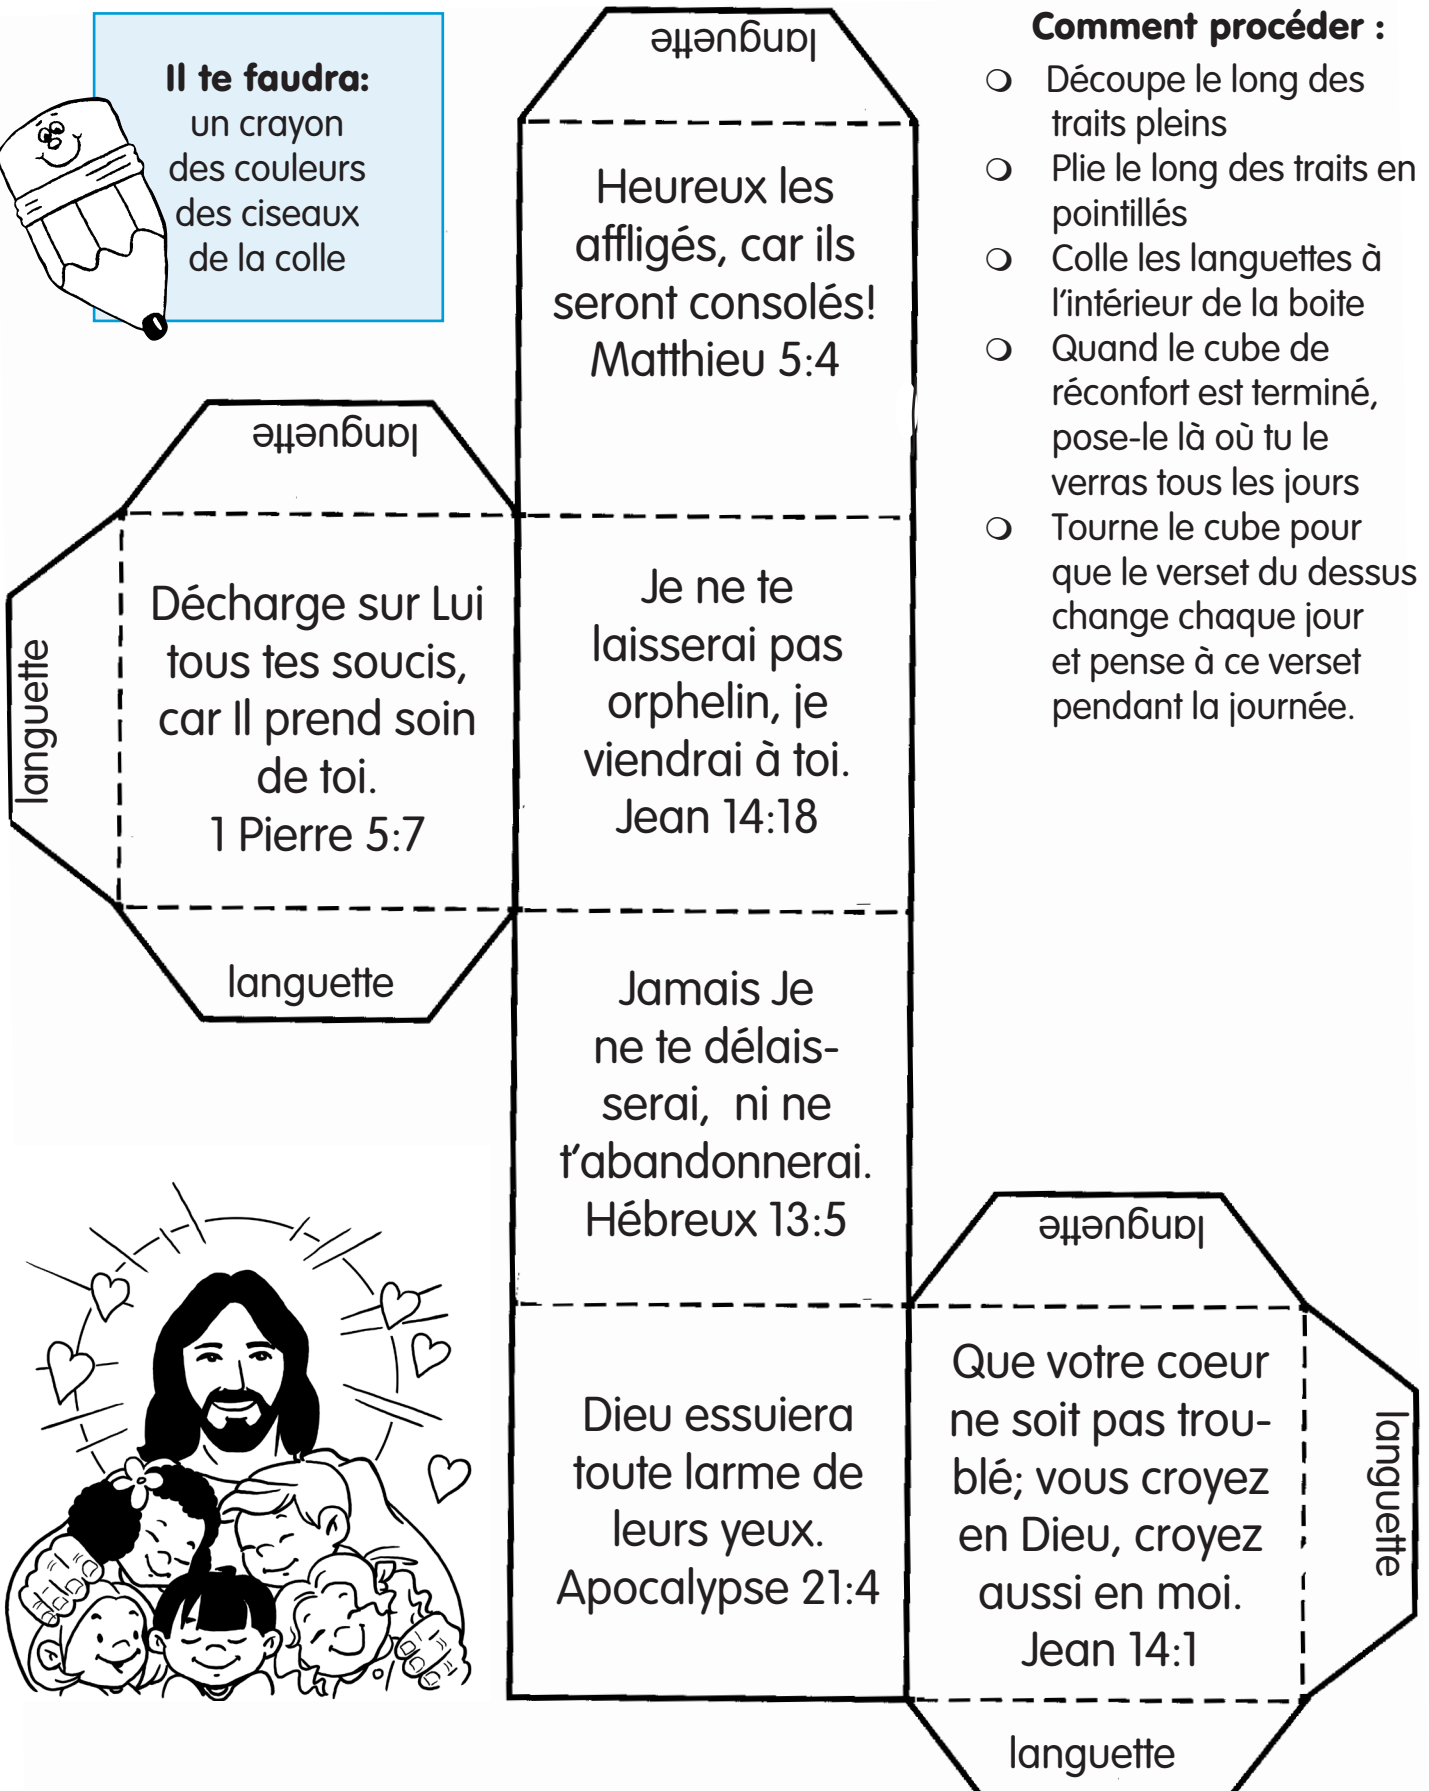 Il te faudra:
un crayon
des couleurs
des ciseaux
de la colle
languette
Heureux les
affligés, car ils
seront consolés!
Matthieu 5:4
Comment procéder :
Découpe le long des
traits pleins
Plie le long des traits en
pointillés
Colle les languettes à
l'intérieur de la boite
Quand le cube de
réconfort est terminé,
pose-le là où tu le
verras tous les jours
Tourne le cube pour
que le verset du dessus
change chaque jour
et pense à ce verset
pendant la journée.
languette
languette
Décharge sur Lui
tous tes soucis,
car Il prend soin
de toi.
1 Pierre 5:7
languette
Je ne te
laisserai pas
orphelin, je
viendrai à toi.
Jean 14:18
Jamais Je
ne te délais-
serai, ni ne
t'abandonnerai.
Hébreux 13:5
Dieu essuiera
toute larme de
leurs yeux.
Apocalypse 21:4
languette
Que votre coeur
ne soit pas trou-
blé; vous croyez
en Dieu, croyez
aussi en moi.
Jean 14:1
languette
languette